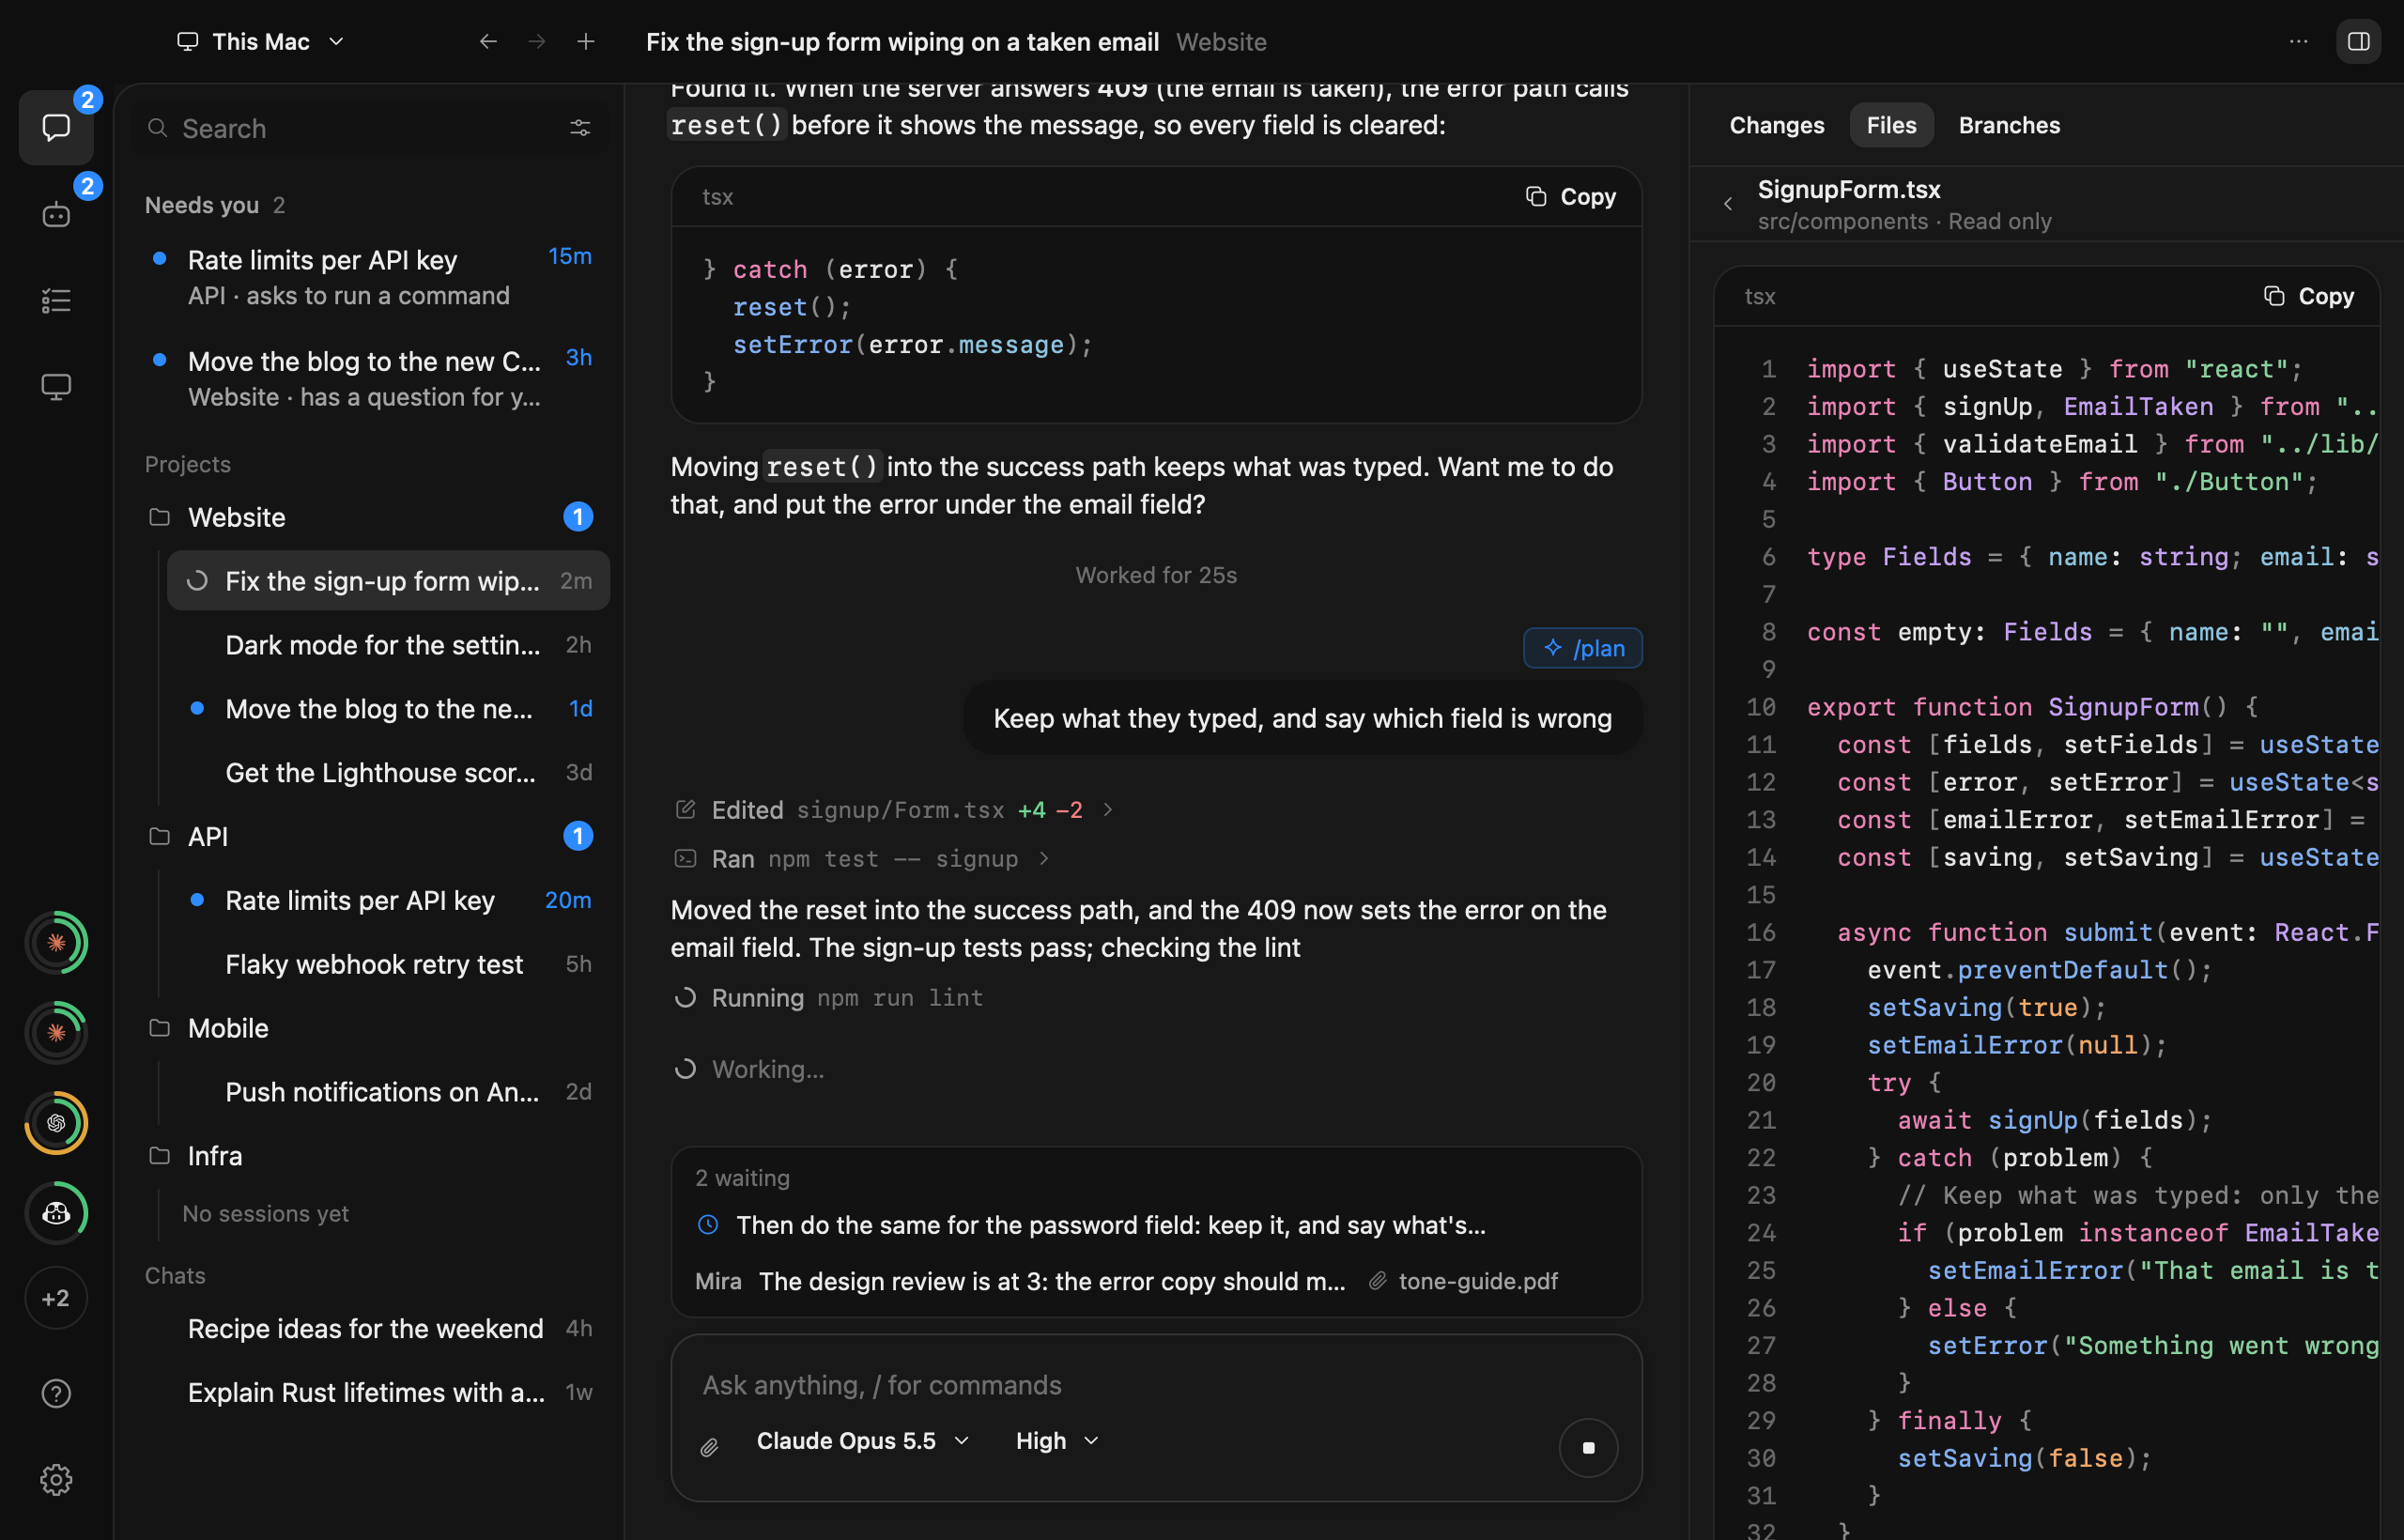 This Mac
Fix the sign-up form wiping on a taken email Website
2
2
Search
Needs you 2
Rate limits per API key 15m
API · asks to run a command
Move the blog to the new C... 3h
Website · has a question for y...
Projects
Website 1
Fix the sign-up form wip... 2m
Dark mode for the settin... 2h
Move the blog to the ne... 1d
Get the Lighthouse scor... 3d
API 1
Rate limits per API key 20m
Flaky webhook retry test 5h
Mobile
Push notifications on An... 2d
Infra
No sessions yet
Chats
Recipe ideas for the weekend 4h
Explain Rust lifetimes with a... 1w
+2
Found it. When the server answers 409 (the email is taken), the error path calls
reset() before it shows the message, so every field is cleared:
tsx Copy
} catch (error) {
reset();
setError(error.message);
}
Moving reset() into the success path keeps what was typed. Want me to do
that, and put the error under the email field?
Worked for 25s
/plan
Keep what they typed, and say which field is wrong
Edited signup/Form.tsx +4 −2
Ran npm test -- signup
Moved the reset into the success path, and the 409 now sets the error on the
email field. The sign-up tests pass; checking the lint
Running npm run lint
Working...
2 waiting
Then do the same for the password field: keep it, and say what's...
Mira The design review is at 3: the error copy should m... tone-guide.pdf
Ask anything, / for commands
Claude Opus 5.5 High
Changes Files Branches
SignupForm.tsx
src/components · Read only
tsx Copy
1 import { useState } from "react";
2 import { signUp, EmailTaken } from "..
3 import { validateEmail } from "../lib/
4 import { Button } from "./Button";
5
6 type Fields = { name: string; email: s
7
8 const empty: Fields = { name: "", emai
9
10 export function SignupForm() {
11 const [fields, setFields] = useState
12 const [error, setError] = useState<s
13 const [emailError, setEmailError] =
14 const [saving, setSaving] = useState
15
16 async function submit(event: React.F
17 event.preventDefault();
18 setSaving(true);
19 setEmailError(null);
20 try {
21 await signUp(fields);
22 } catch (problem) {
23 // Keep what was typed: only the
24 if (problem instanceof EmailTake
25 setEmailError("That email is t
26 } else {
27 setError("Something went wrong
28 }
29 } finally {
30 setSaving(false);
31 }
32 }